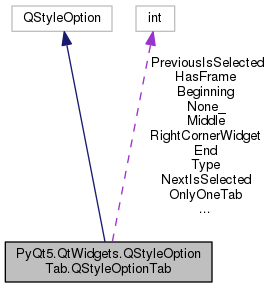 QStyleOption
int
PreviousIsSelected
HasFrame
Beginning
None_
Middle
RightCornerWidget
End
Type
NextIsSelected
OnlyOneTab
...
PyQt5.QtWidgets.QStyleOption
Tab.QStyleOptionTab